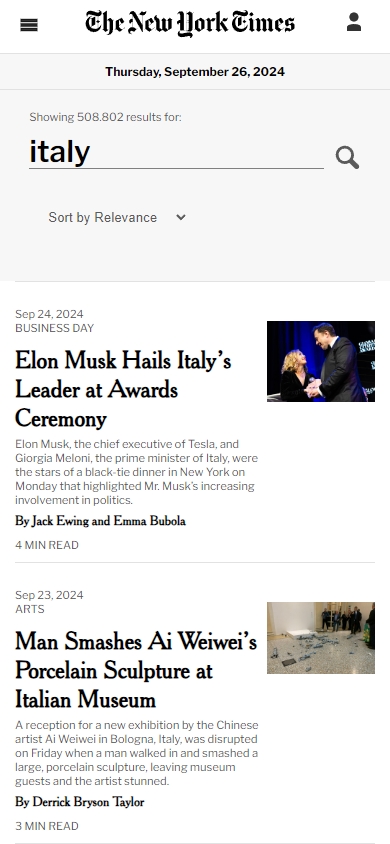 The New York Times
Thursday, September 26, 2024
Showing 508.802 results for:
italy
Sort by Relevance
Sep 24, 2024
BUSINESS DAY
Elon Musk Hails Italy's
Leader at Awards
Ceremony
Elon Musk, the chief executive of Tesla, and
Giorgia Meloni, the prime minister of Italy, were
the stars of a black-tie dinner in New York on
Monday that highlighted Mr. Musk's increasing
involvement in politics.
By Jack Ewing and Emma Bubola
4 MIN READ
Sep 23, 2024
ARTS
Man Smashes Ai Weiwei's
Porcelain Sculpture at
Italian Museum
A reception for a new exhibition by the Chinese
artist Ai Weiwei in Bologna, Italy, was disrupted
on Friday when a man walked in and smashed a
large, porcelain sculpture, leaving museum
guests and the artist stunned.
By Derrick Bryson Taylor
3 MIN READ